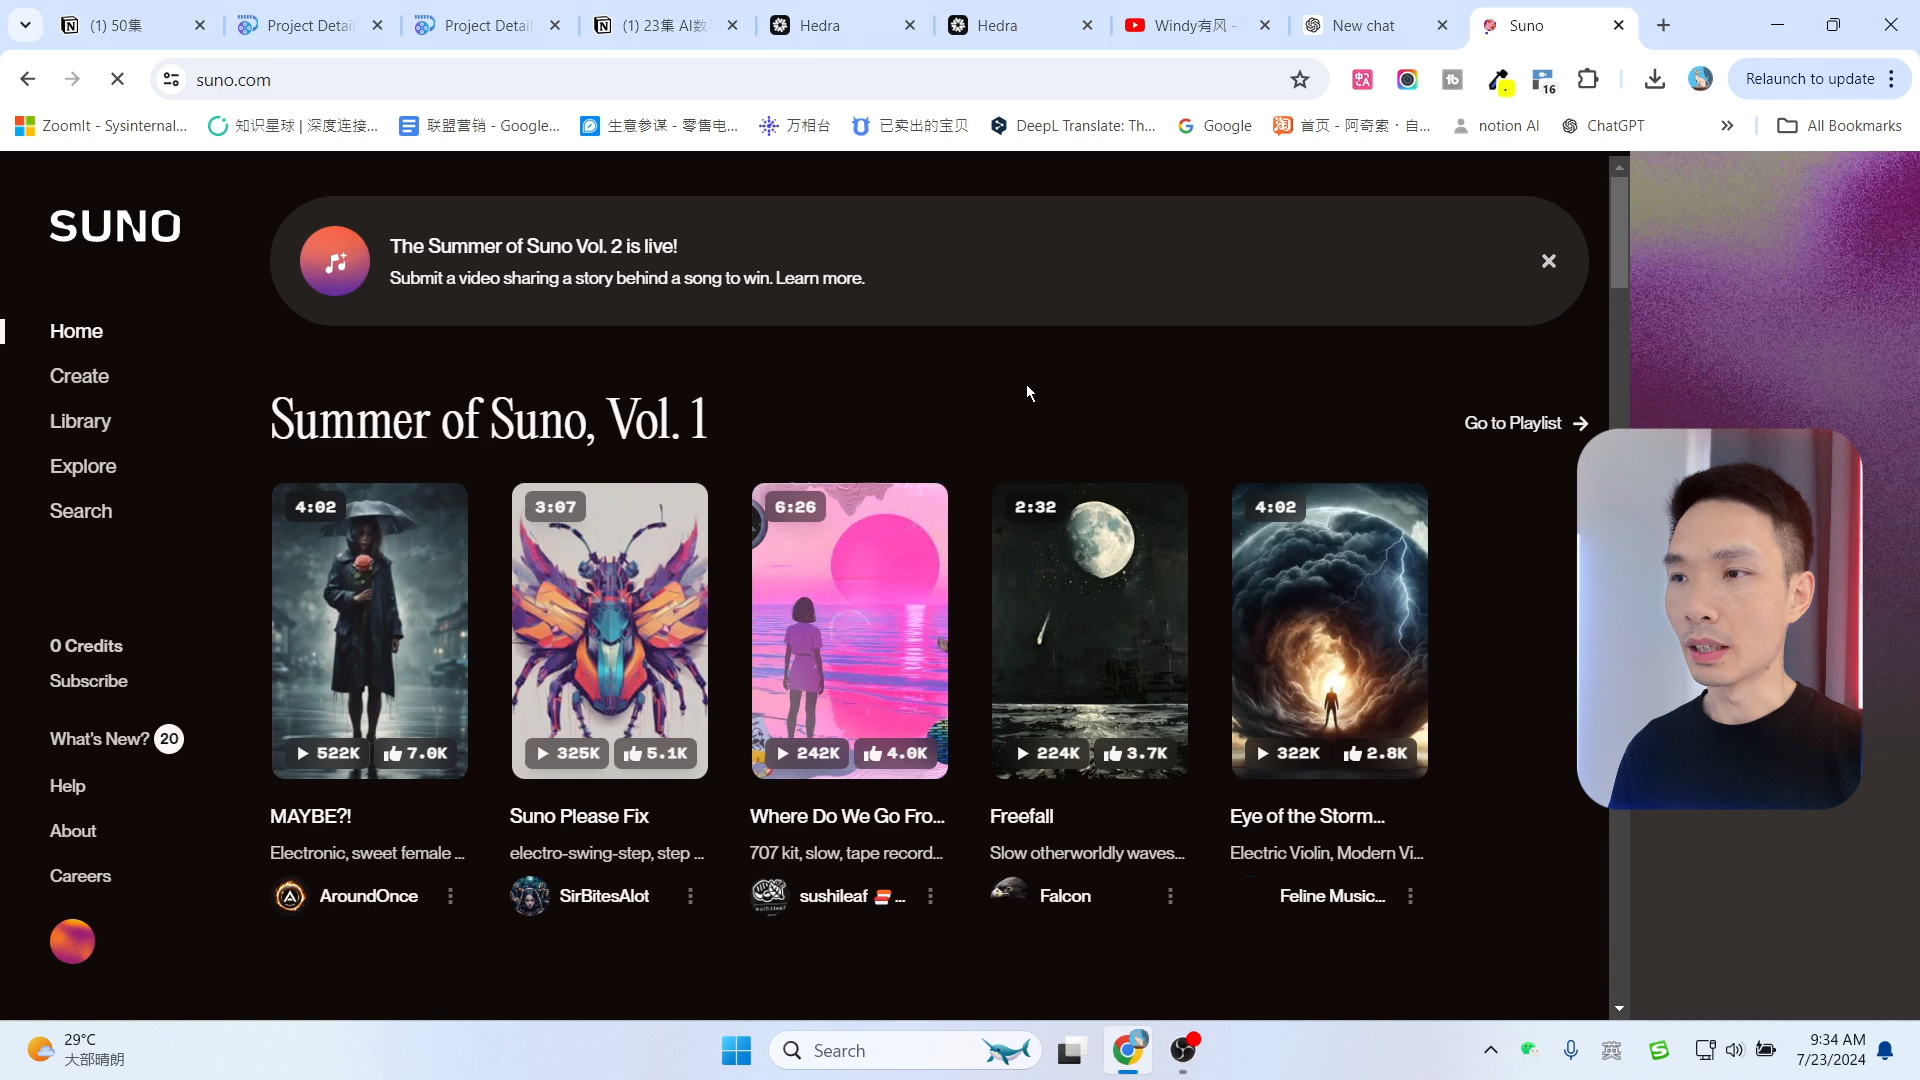 (1) 50集
Project Detail
Project Detail
(1) 23集 AI数
Hedra
Hedra
Windy有风 -
New chat
Suno
suno.com
16
Relaunch to update
ZoomIt - Sysinternal...
知识星球 | 深度连接...
联盟营销 - Google...
生意参谋 - 零售电...
万相台
已卖出的宝贝
DeepL Translate: Th...
Google
首页 - 阿奇索 · 自...
notion AI
ChatGPT
All Bookmarks
SUNO
The Summer of Suno Vol. 2 is live!
Submit a video sharing a story behind a song to win. Learn more.
Home
Create
Library
Explore
Search
Summer of Suno, Vol. 1
Go to Playlist
4:02
3:07
6:26
2:32
4:02
0 Credits
Subscribe
What's New? 20
Help
About
Careers
522K 7.0K
325K 5.1K
242K 4.0K
224K 3.7K
322K 2.8K
MAYBE?!
Suno Please Fix
Where Do We Go Fro...
Freefall
Eye of the Storm...
Electronic, sweet female ...
electro-swing-step, step ...
707 kit, slow, tape record...
Slow otherworldly waves...
Electric Violin, Modern Vi...
AroundOnce
SirBitesAlot
sushileaf 🍣 ...
Falcon
Feline Music...
29°C
大部晴朗
Search
英
9:34 AM
7/23/2024